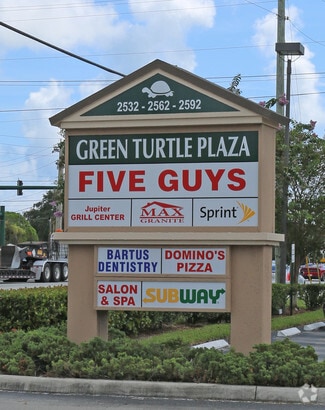 2532 - 2562 - 2592
GREEN TURTLE PLAZA
FIVE GUYS
Jupiter
GRILL CENTER
MAX
GRANITE
Sprint
BARTUS
DENTISTRY
DOMINO'S
PIZZA
SALON
& SPA
SUBWAY